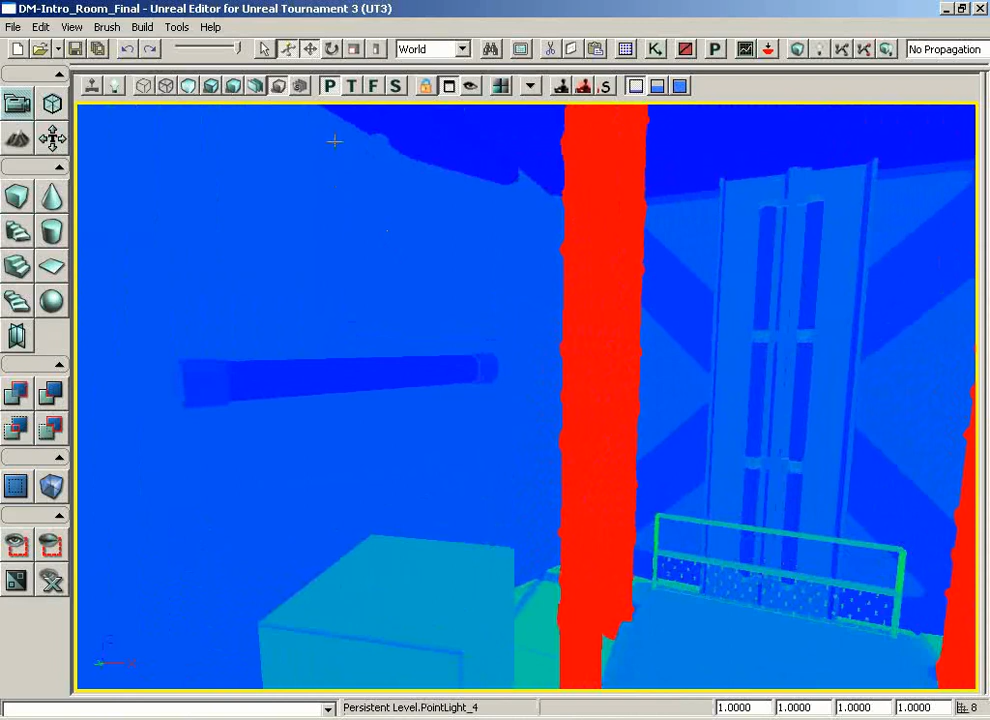 DM-Intro_Room_Final - Unreal Editor for Unreal Tournament 3 (UT3)
File Edit View Brush Build Tools Help
World
K
P
No Propagation
P T F S
S
Persistent Level.PointLight_4
1.0000 1.0000 1.0000 1.0000 8